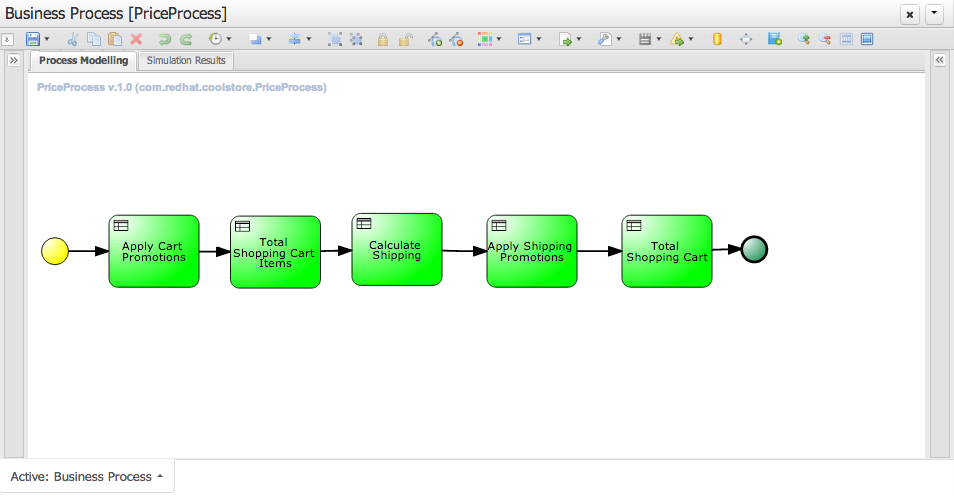 Business Process [PriceProcess]
Process Modelling
Simulation Results
PriceProcess v.1.0 (com.redhat.coolstore.PriceProcess)
Apply Cart
Promotions
Total
Shopping Cart
Items
Calculate
Shipping
Apply Shipping
Promotions
Total
Shopping Cart
Active: Business Process